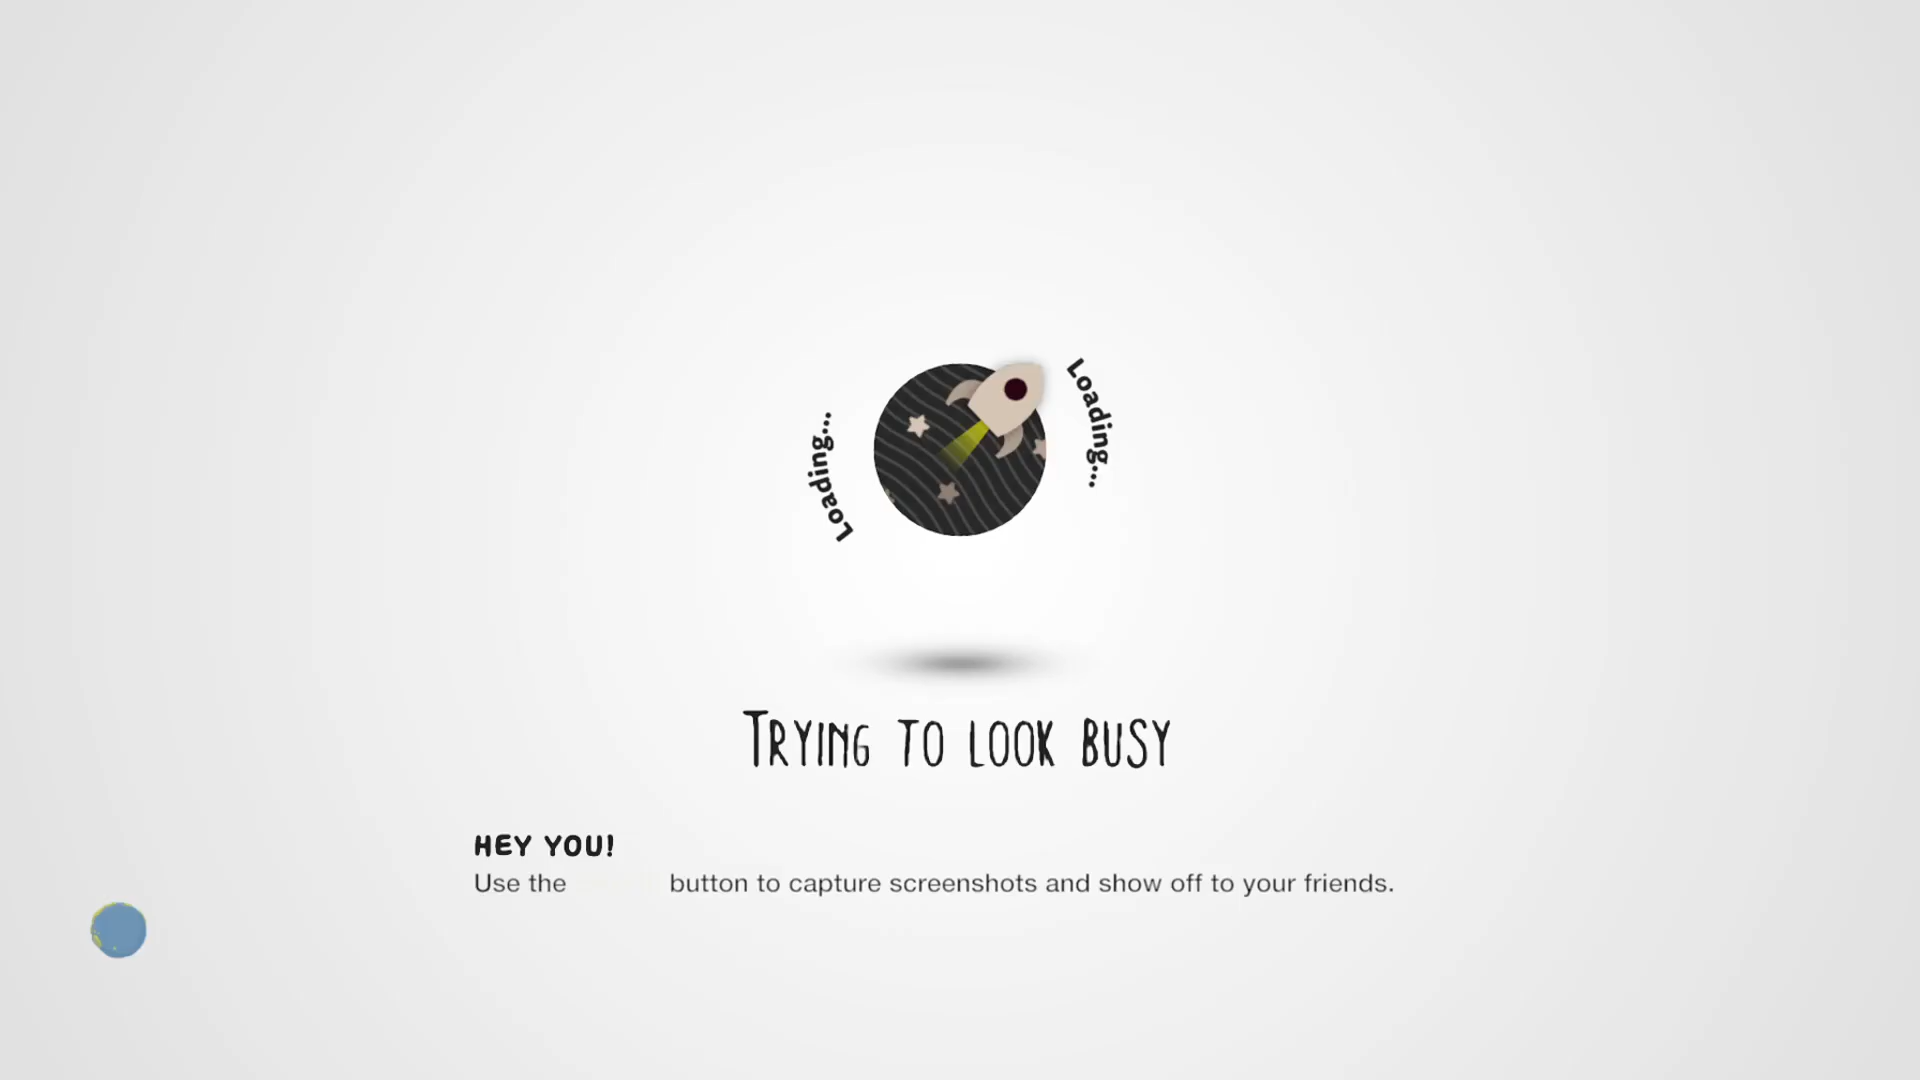 Loading...
Loading...
TRYING TO LOOK BUSY
HEY YOU!
Use the button to capture screenshots and show off to your friends.